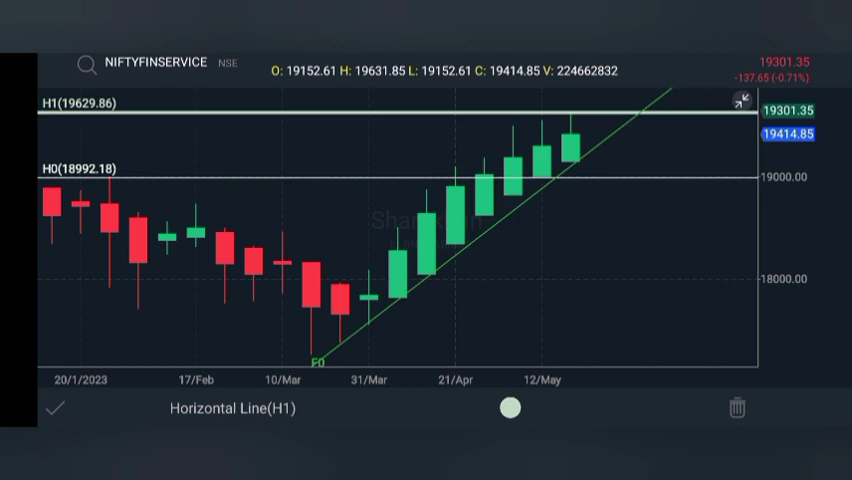 NIFTYFINSERVICE NSE
O: 19152.61 H: 19631.85 L: 19152.61 C: 19414.85 V: 224662832
19301.35
-137.65 (-0.71%)
H1(19629.86)
19301.35
19414.85
H0(18992.18)
19000.00
18000.00
F0
20/1/2023 17/Feb 10/Mar 31/Mar 21/Apr 12/May
Horizontal Line(H1)